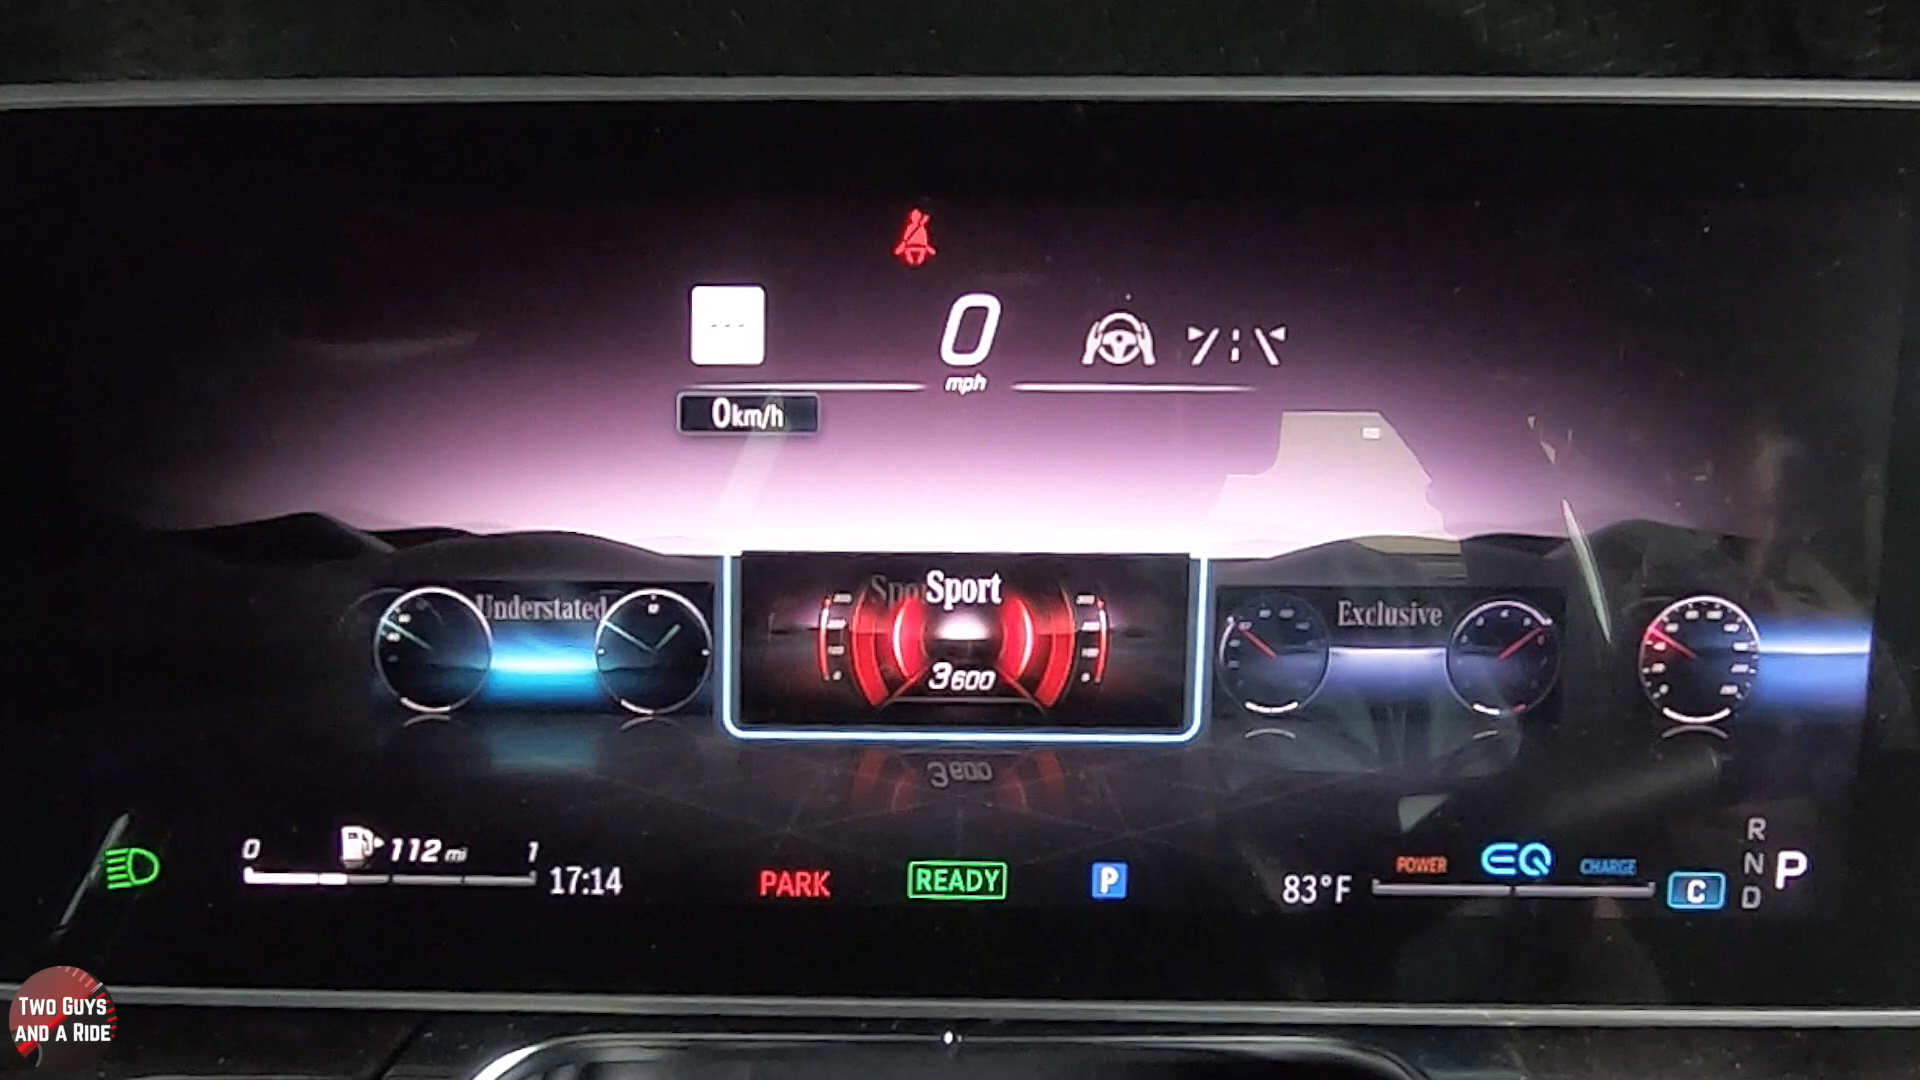 ---
0
mph
0km/h
Understated
Spo
Sport
3600
Exclusive
3600
0
112 mi
1
17:14
PARK
READY
P
83°F
POWER
EQ
CHARGE
C
R
N
D
P
TWO GUYS
AND A RIDE